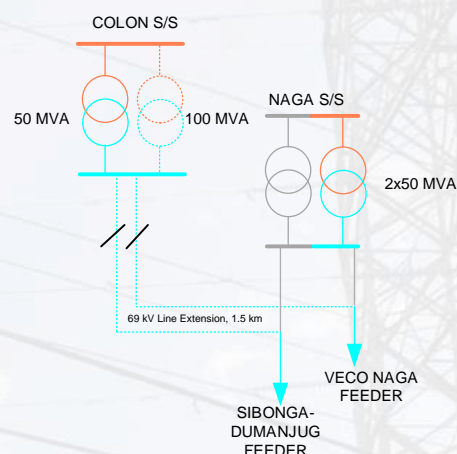 COLON S/S
50 MVA
100 MVA
NAGA S/S
2x50 MVA
69 kV Line Extension, 1.5 km
VECO NAGA
FEEDER
SIBONGA-
DUMANJUG
FEEDER